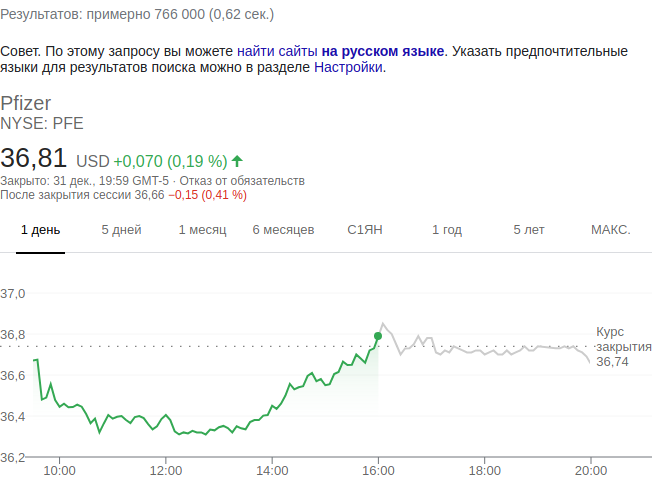 Результатов: примерно 766 000 (0,62 сек.)
Совет. По этому запросу вы можете найти сайты на русском языке. Указать предпочтительные
языки для результатов поиска можно в разделе Настройки.
Pfizer
NYSE: PFE
36,81 USD +0,070 (0,19 %)
Закрыто: 31 дек., 19:59 GMT-5 · Отказ от обязательств
После закрытия сессии 36,66 −0,15 (0,41 %)
1 день 5 дней 1 месяц 6 месяцев С1ЯН 1 год 5 лет МАКС.
37,0
36,8
36,6
36,4
36,2
Курс
закрытия
36,74
10:00 12:00 14:00 16:00 18:00 20:00